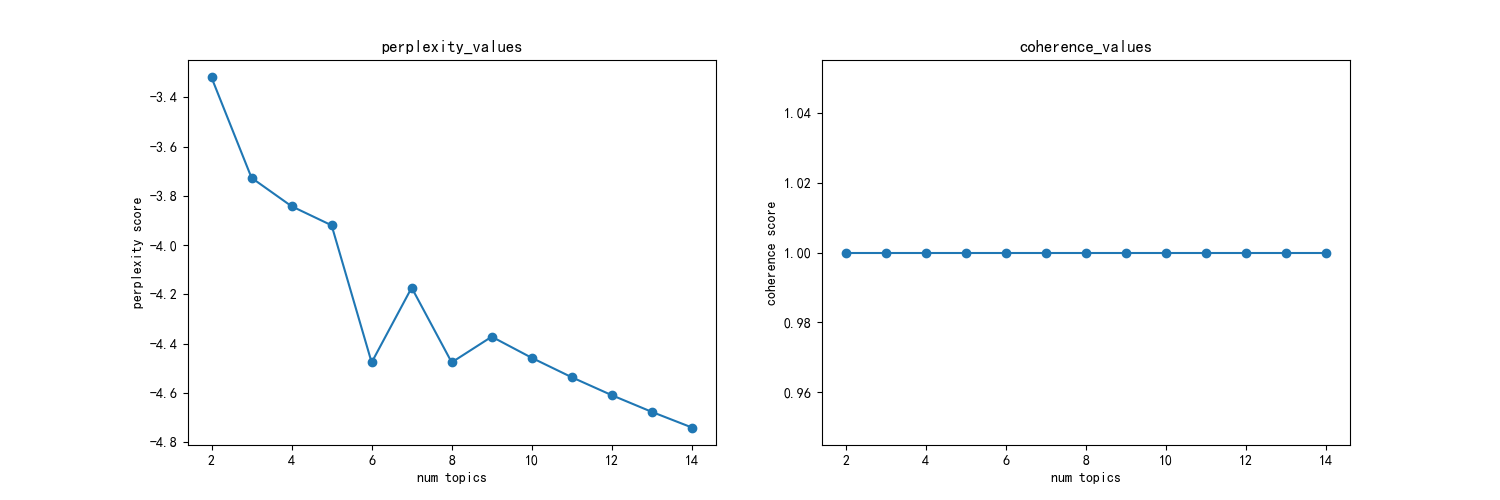 perplexity_values
perplexity score
−3.4
−3.6
−3.8
−4.0
−4.2
−4.4
−4.6
−4.8
2 4 6 8 10 12 14
num topics
coherence_values
coherence score
1.04
1.02
1.00
0.98
0.96
2 4 6 8 10 12 14
num topics